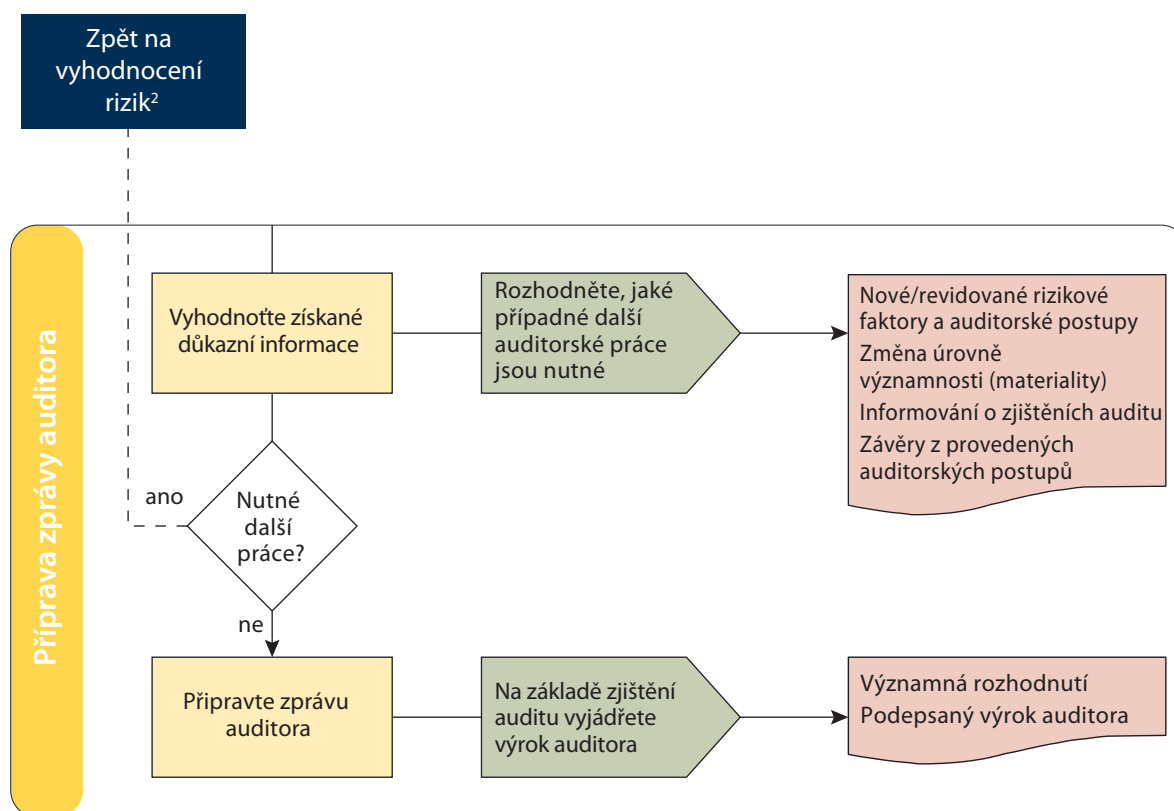 Zpět na
vyhodnocení
rizik²
Příprava zprávy auditora
Vyhodnoťte získané
důkazní informace
Rozhodněte, jaké
případné další
auditorské práce
jsou nutné
Nové/revidované rizikové
faktory a auditorské postupy
Změna úrovně
významnosti (materiality)
Informování o zjištěních auditu
Závěry z provedených
auditorských postupů
ano
Nutné
další
práce?
ne
Připravte zprávu
auditora
Na základě zjištění
auditu vyjádřete
výrok auditora
Významná rozhodnutí
Podepsaný výrok auditora